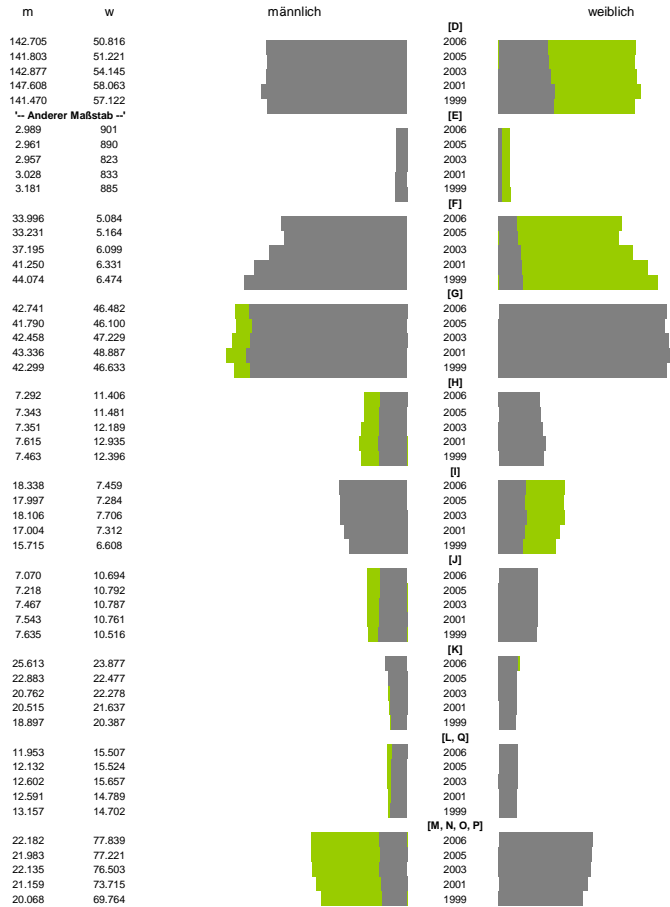 m w männlich weiblich
[D]
142.705 50.816 2006
141.803 51.221 2005
142.877 54.145 2003
147.608 58.063 2001
141.470 57.122 1999
'-- Anderer Maßstab --' [E]
2.989 901 2006
2.961 890 2005
2.957 823 2003
3.028 833 2001
3.181 885 1999
[F]
33.996 5.084 2006
33.231 5.164 2005
37.195 6.099 2003
41.250 6.331 2001
44.074 6.474 1999
[G]
42.741 46.482 2006
41.790 46.100 2005
42.458 47.229 2003
43.336 48.887 2001
42.299 46.633 1999
[H]
7.292 11.406 2006
7.343 11.481 2005
7.351 12.189 2003
7.615 12.935 2001
7.463 12.396 1999
[I]
18.338 7.459 2006
17.997 7.284 2005
18.106 7.706 2003
17.004 7.312 2001
15.715 6.608 1999
[J]
7.070 10.694 2006
7.218 10.792 2005
7.467 10.787 2003
7.543 10.761 2001
7.635 10.516 1999
[K]
25.613 23.877 2006
22.883 22.477 2005
20.762 22.278 2003
20.515 21.637 2001
18.897 20.387 1999
[L, Q]
11.953 15.507 2006
12.132 15.524 2005
12.602 15.657 2003
12.591 14.789 2001
13.157 14.702 1999
[M, N, O, P]
22.182 77.839 2006
21.983 77.221 2005
22.135 76.503 2003
21.159 73.715 2001
20.068 69.764 1999